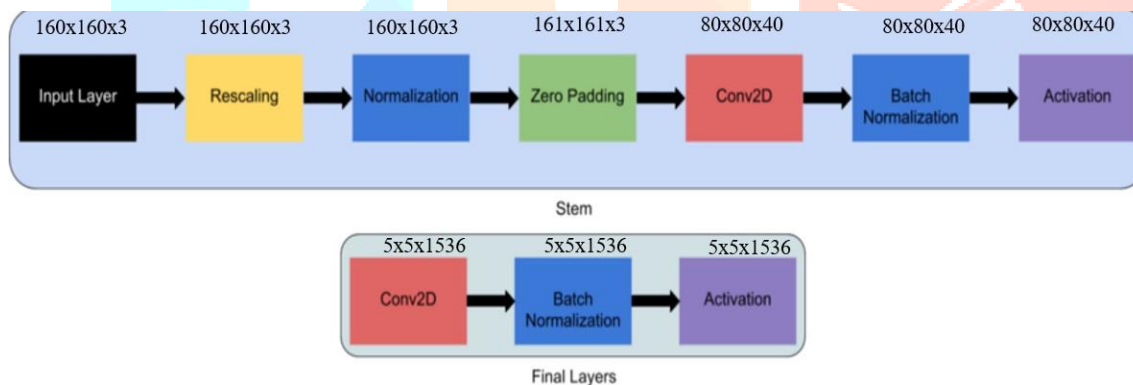 160x160x3 160x160x3 160x160x3 161x161x3 80x80x40 80x80x40 80x80x40
Input Layer Rescaling Normalization Zero Padding Conv2D Batch Normalization Activation
Stem
5x5x1536 5x5x1536 5x5x1536
Conv2D Batch Normalization Activation
Final Layers